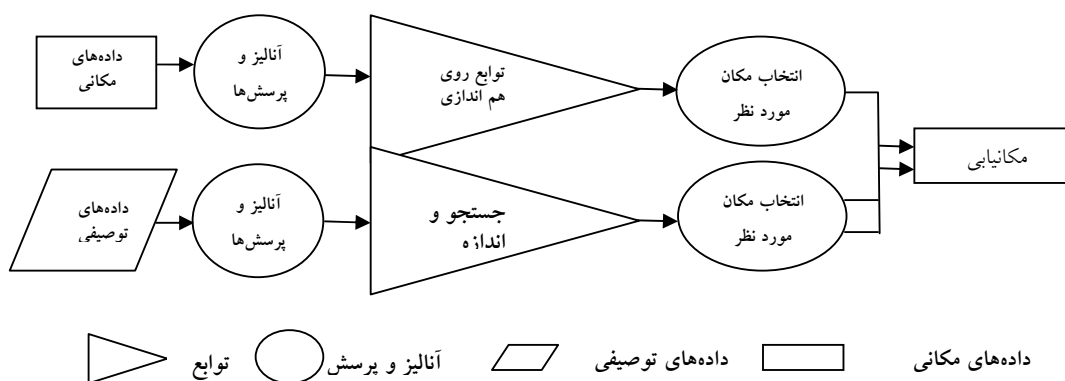 داده‌های
مکانی
آنالیز و
پرسش‌ها
توابع روی
هم اندازی
انتخاب مکان
مورد نظر
مکانیابی
داده‌های
توصیفی
آنالیز و
پرسش‌ها
جستجو و
اندازه
انتخاب مکان
مورد نظر
داده‌های مکانی
داده‌های توصیفی
آنالیز و پرسش
توابع